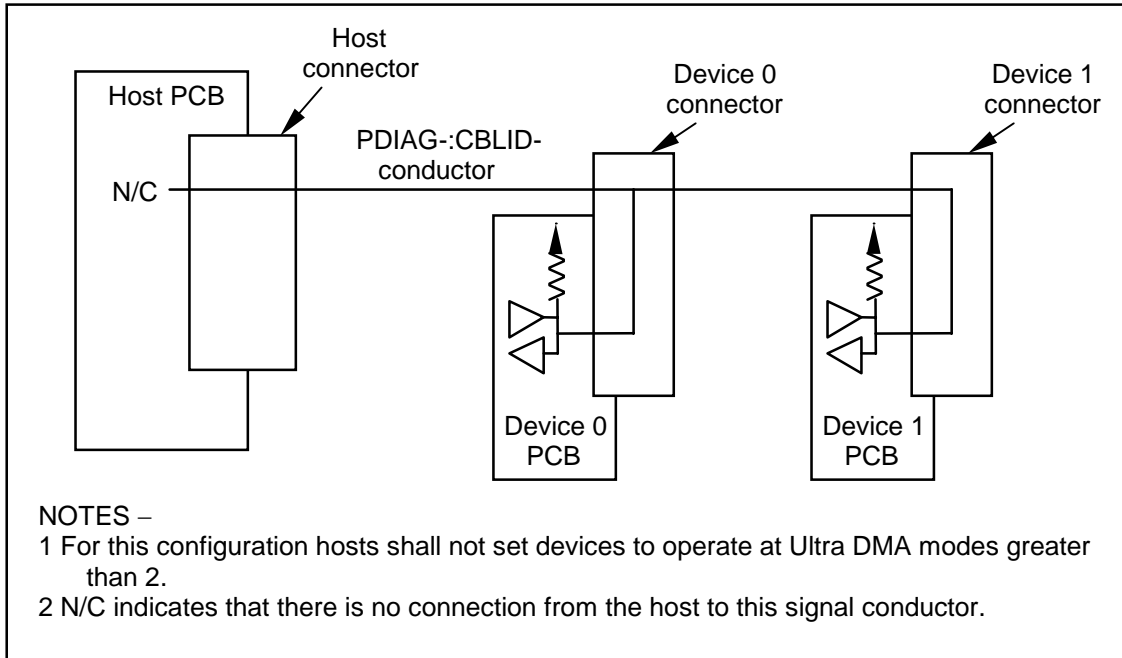 Host
connector
Device 0
connector
Device 1
connector
Host PCB
PDIAG-:CBLID-
conductor
N/C
Device 0
PCB
Device 1
PCB
NOTES –
1 For this configuration hosts shall not set devices to operate at Ultra DMA modes greater
than 2.
2 N/C indicates that there is no connection from the host to this signal conductor.